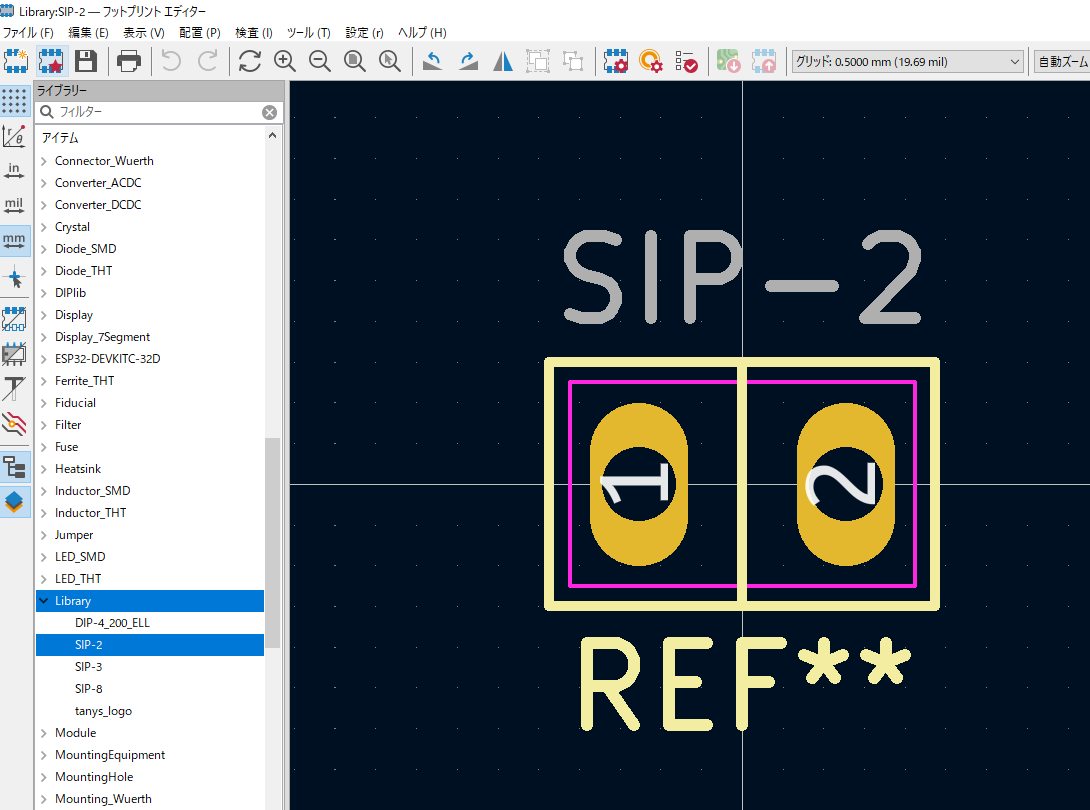 Library:SIP-2 — フットプリント エディター
ファイル (F) 編集 (E) 表示 (V) 配置 (P) 検査 (I) ツール (T) 設定 (r) ヘルプ (H)
グリッド: 0.5000 mm (19.69 mil) 自動ズーム
ライブラリー
フィルター
アイテム
r
θ
in
mil
mm
Connector_Wuerth
Converter_ACDC
Converter_DCDC
Crystal
Diode_SMD
Diode_THT
DIPlib
Display
Display_7Segment
ESP32-DEVKITC-32D
Ferrite_THT
Fiducial
Filter
Fuse
Heatsink
Inductor_SMD
Inductor_THT
Jumper
LED_SMD
LED_THT
Library
DIP-4_200_ELL
SIP-2
SIP-3
SIP-8
tanys_logo
Module
MountingEquipment
MountingHole
Mounting_Wuerth
SIP-2
1 2
REF**